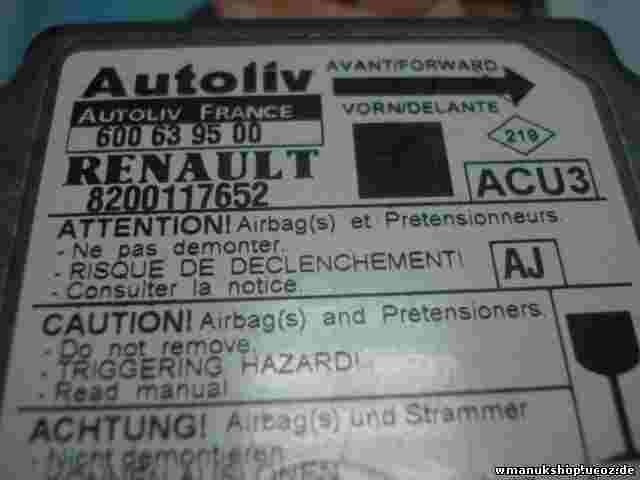 Autoliv
AVANT/FORWARD
AUTOLIV FRANCE
VORN/DELANTE
600 63 95 00
219
RENAULT
ACU3
8200117652
ATTENTION! Airbag(s) et Pretensionneurs.
- Ne pas demonter.
- RISQUE DE DECLENCHEMENT!
AJ
- Consulter la notice.
CAUTION! Airbag(s) and Pretensioners.
- Do not remove.
- TRIGGERING HAZARD!
- Read manual
ACHTUNG! Airbag(s) und Strammer
- Nicht demontieren
wmanukshop.ucoz.de